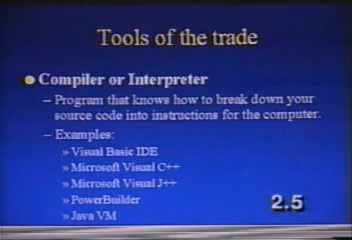 Tools of the trade
Compiler or Interpreter
– Program that knows how to break down your
source code into instructions for the computer.
– Examples:
» Visual Basic IDE
» Microsoft Visual C++
» Microsoft Visual J++
» PowerBuilder
» Java VM
2.5